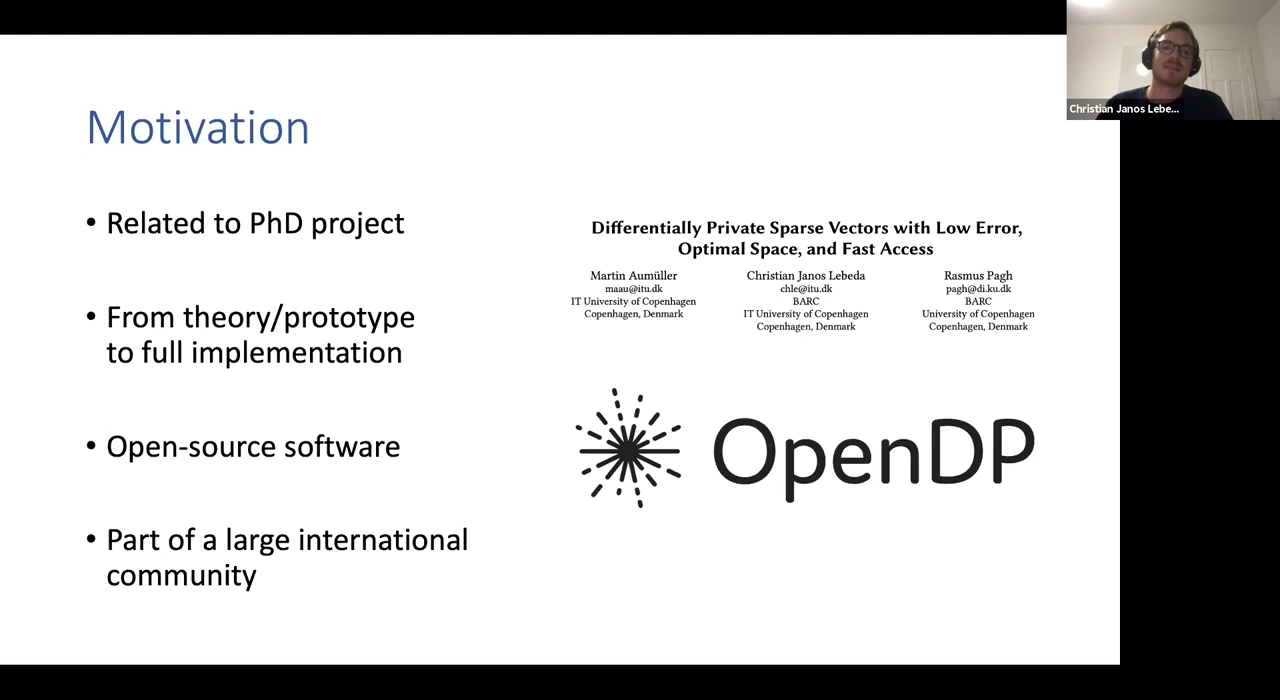 Motivation
• Related to PhD project
• From theory/prototype
to full implementation
• Open-source software
• Part of a large international
community
Differentially Private Sparse Vectors with Low Error,
Optimal Space, and Fast Access
Martin Aumüller
maau@itu.dk
IT University of Copenhagen
Copenhagen, Denmark
Christian Janos Lebeda
chle@itu.dk
BARC
IT University of Copenhagen
Copenhagen, Denmark
Rasmus Pagh
pagh@di.ku.dk
BARC
University of Copenhagen
Copenhagen, Denmark
OpenDP
Christian Janos Lebe...